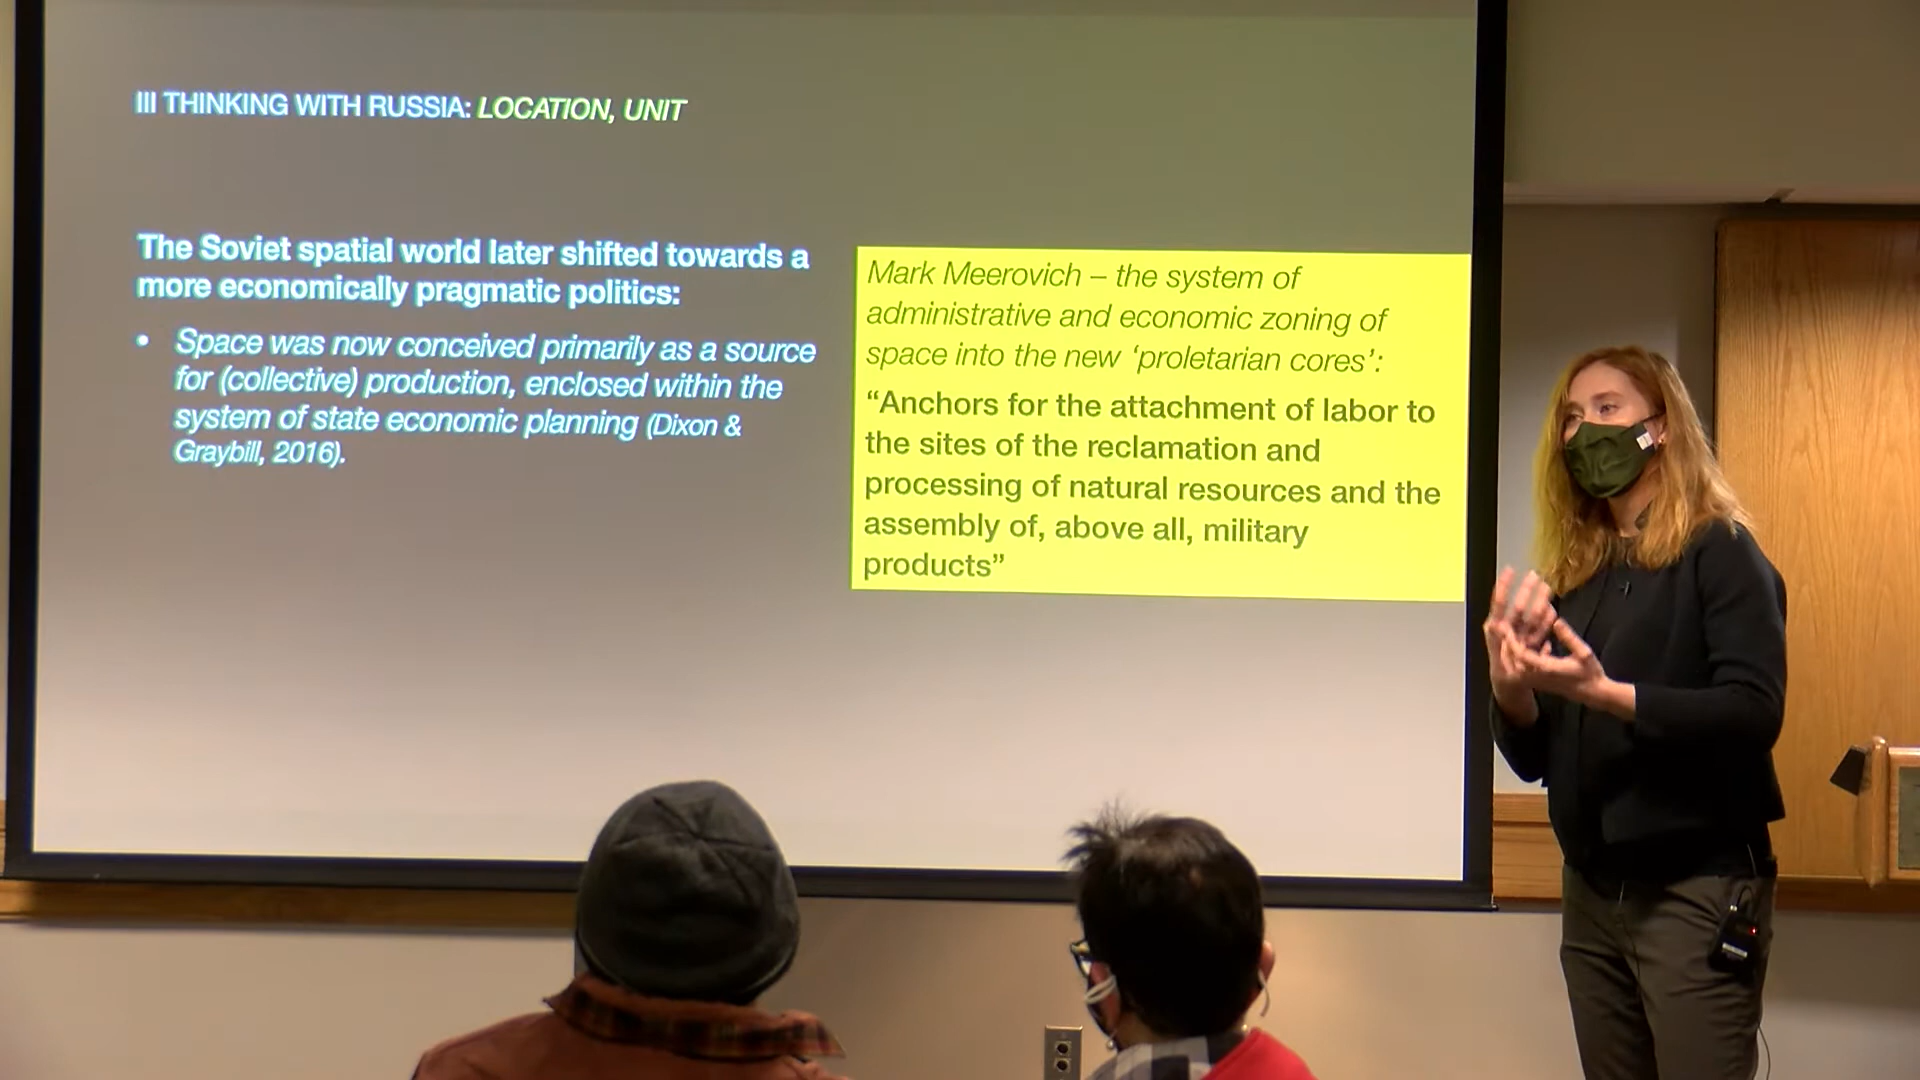 III THINKING WITH RUSSIA: LOCATION, UNIT
The Soviet spatial world later shifted towards a
more economically pragmatic politics:
• Space was now conceived primarily as a source
for (collective) production, enclosed within the
system of state economic planning (Dixon &
Graybill, 2016).
Mark Meerovich – the system of
administrative and economic zoning of
space into the new ‘proletarian cores’:
“Anchors for the attachment of labor to
the sites of the reclamation and
processing of natural resources and the
assembly of, above all, military
products”